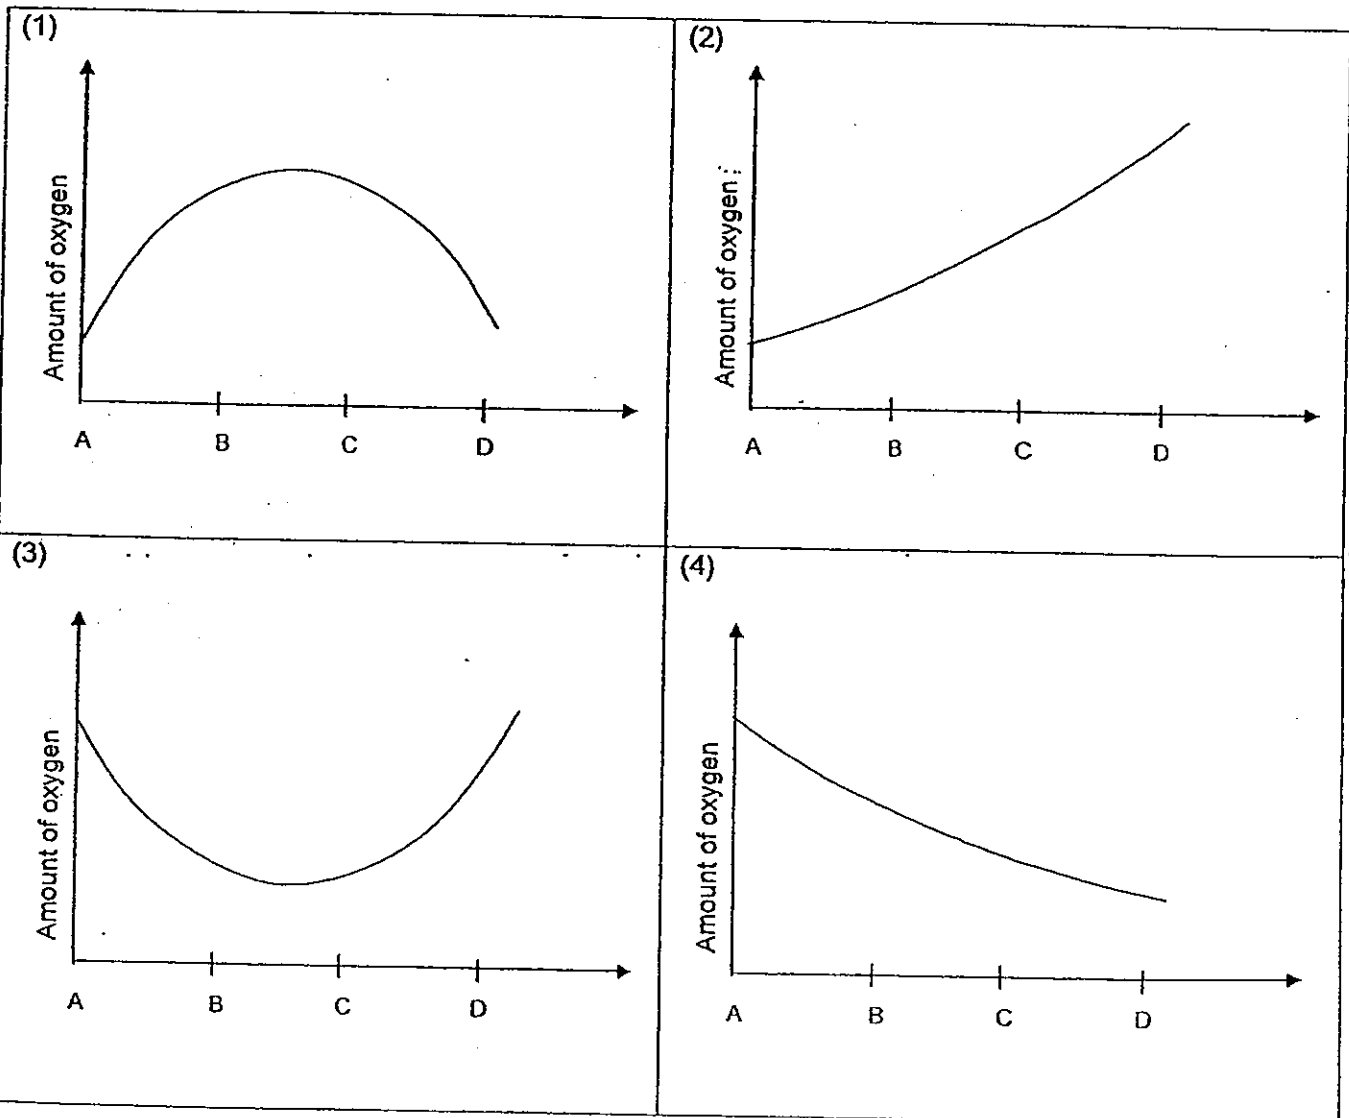 (1)
Amount of oxygen
A B C D
(2)
Amount of oxygen :
A B C D
(3)
Amount of oxygen
A B C D
(4)
Amount of oxygen
A B C D